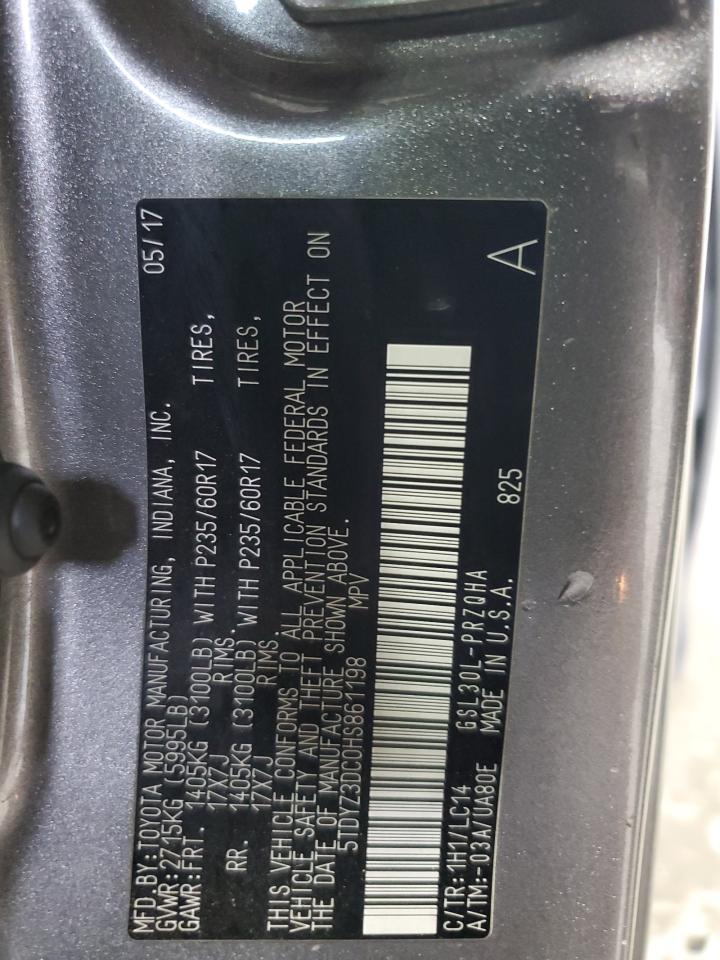 MFD. BY: TOYOTA MOTOR MANUFACTURING, INDIANA, INC. 05/17
GVWR: 2715KG (5995LB)
GAWR: FRT. 1405KG (3100LB) WITH P235/60R17 TIRES,
17X7J RIMS.
RR. 1405KG (3100LB) WITH P235/60R17 TIRES,
17X7J RIMS.
THIS VEHICLE CONFORMS TO ALL APPLICABLE FEDERAL MOTOR
VEHICLE SAFETY AND THEFT PREVENTION STANDARDS IN EFFECT ON
THE DATE OF MANUFACTURE SHOWN ABOVE.
5TDYZ3DC0HS861198 MPV
C/TR: 1H1/LC14 GSL30L-PRZQHA 825
A/TM: -03A/UA80E MADE IN U.S.A. A